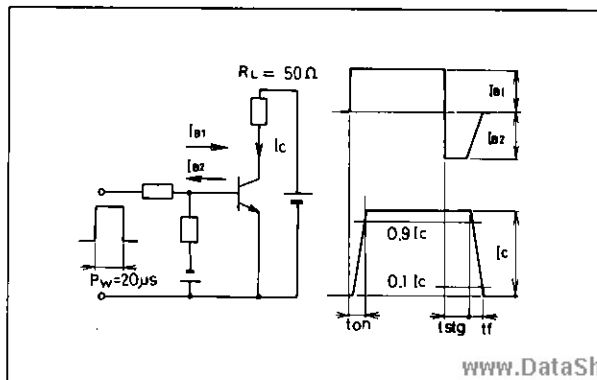 RL = 50Ω
IB1
IB2
Ic
PW=20µs
IB1
IB2
0.9 Ic
Ic
0.1 Ic
ton
tstg
tf
www.DataSh